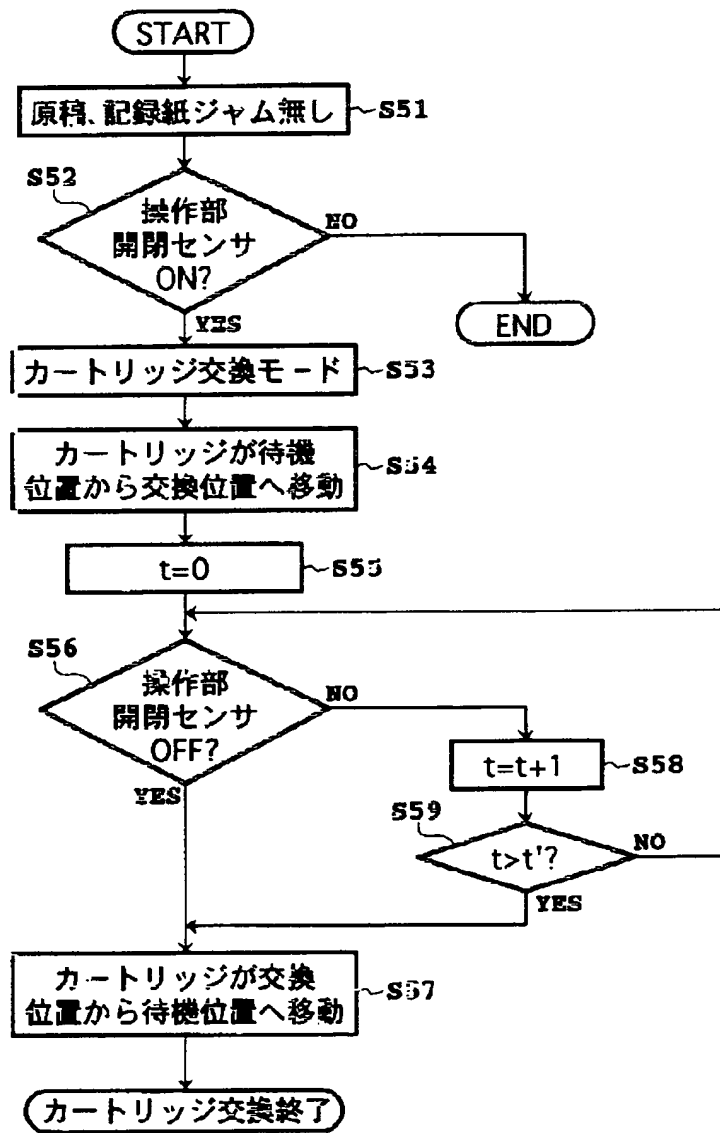 START
原稿、記録紙ジャム無し
S51
S52
操作部
開閉センサ
ON?
NO
YES
END
カートリッジ交換モード
S53
カートリッジが待機
位置から交換位置へ移動
S54
t=0
S55
S56
操作部
開閉センサ
OFF?
NO
YES
t=t+1
S58
S59
t>t'?
NO
YES
カートリッジが交換
位置から待機位置へ移動
S57
カートリッジ交換終了